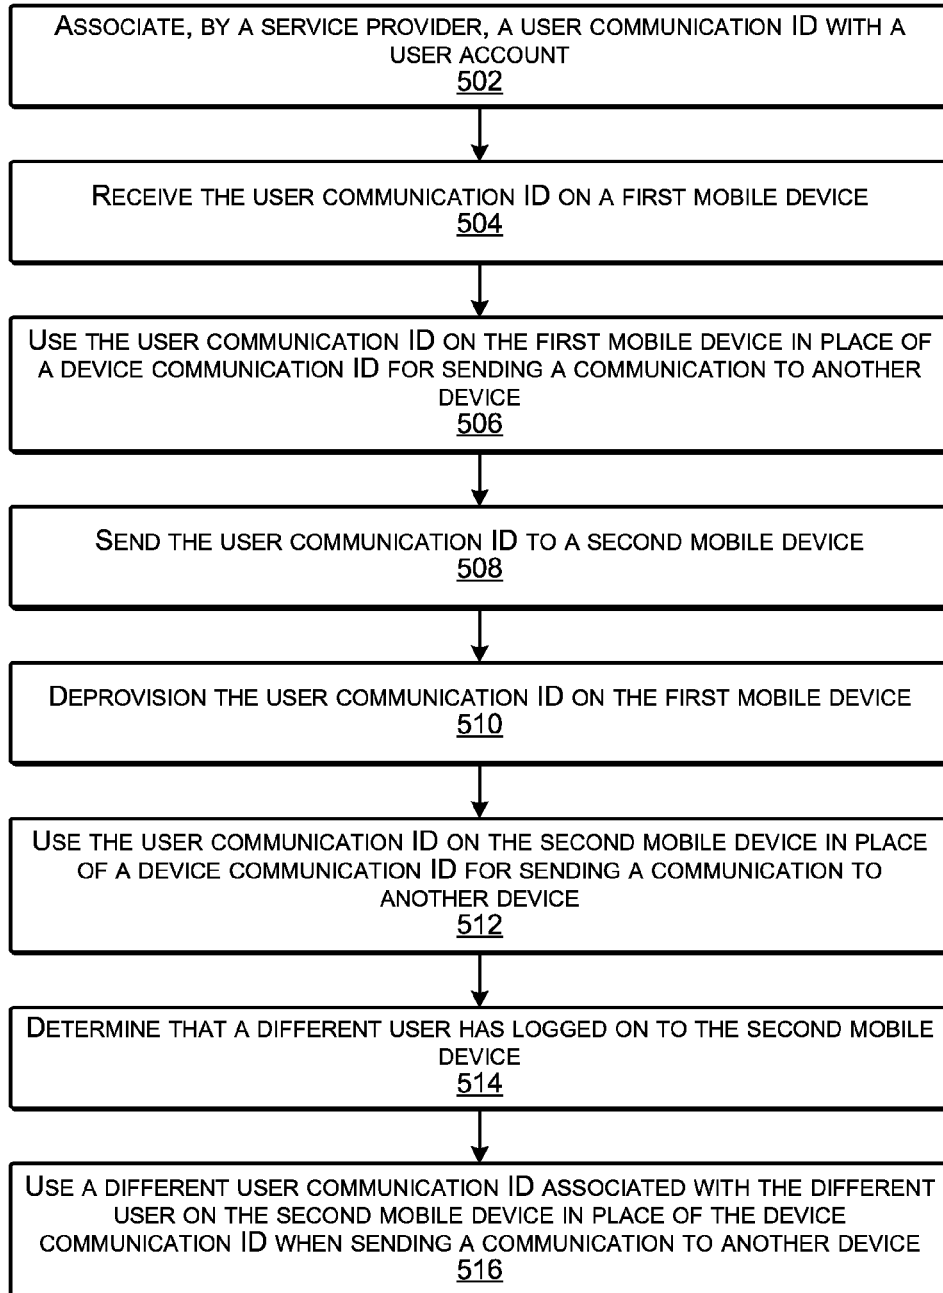 ASSOCIATE, BY A SERVICE PROVIDER, A USER COMMUNICATION ID WITH A
USER ACCOUNT
502
RECEIVE THE USER COMMUNICATION ID ON A FIRST MOBILE DEVICE
504
USE THE USER COMMUNICATION ID ON THE FIRST MOBILE DEVICE IN PLACE OF
A DEVICE COMMUNICATION ID FOR SENDING A COMMUNICATION TO ANOTHER
DEVICE
506
SEND THE USER COMMUNICATION ID TO A SECOND MOBILE DEVICE
508
DEPROVISION THE USER COMMUNICATION ID ON THE FIRST MOBILE DEVICE
510
USE THE USER COMMUNICATION ID ON THE SECOND MOBILE DEVICE IN PLACE
OF A DEVICE COMMUNICATION ID FOR SENDING A COMMUNICATION TO
ANOTHER DEVICE
512
DETERMINE THAT A DIFFERENT USER HAS LOGGED ON TO THE SECOND MOBILE
DEVICE
514
USE A DIFFERENT USER COMMUNICATION ID ASSOCIATED WITH THE DIFFERENT
USER ON THE SECOND MOBILE DEVICE IN PLACE OF THE DEVICE
COMMUNICATION ID WHEN SENDING A COMMUNICATION TO ANOTHER DEVICE
516